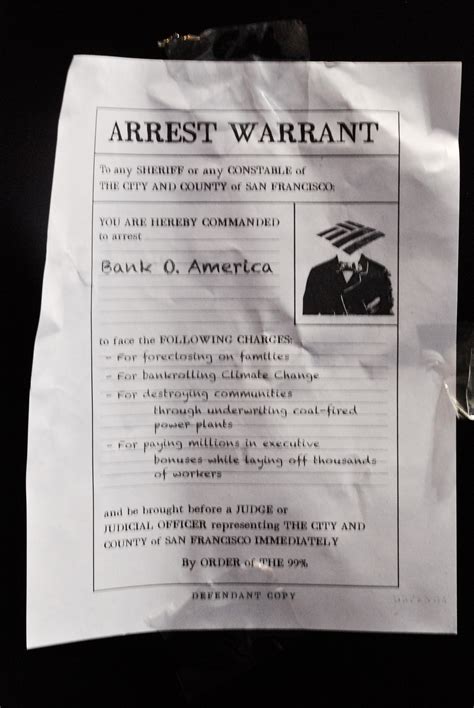 ARREST WARRANT
To any SHERIFF or any CONSTABLE of
THE CITY AND COUNTY of SAN FRANCISCO:
YOU ARE HEREBY COMMANDED
to arrest
Bank O. America
to face the FOLLOWING CHARGES:
- For foreclosing on families
- For bankrolling Climate Change
- For destroying communities
through underwriting coal-fired
power plants
- For paying millions in executive
bonuses while laying off thousands
of workers
and be brought before a JUDGE or
JUDICIAL OFFICER representing THE CITY AND
COUNTY of SAN FRANCISCO IMMEDIATELY
By ORDER of THE 99%
DEFENDANT COPY